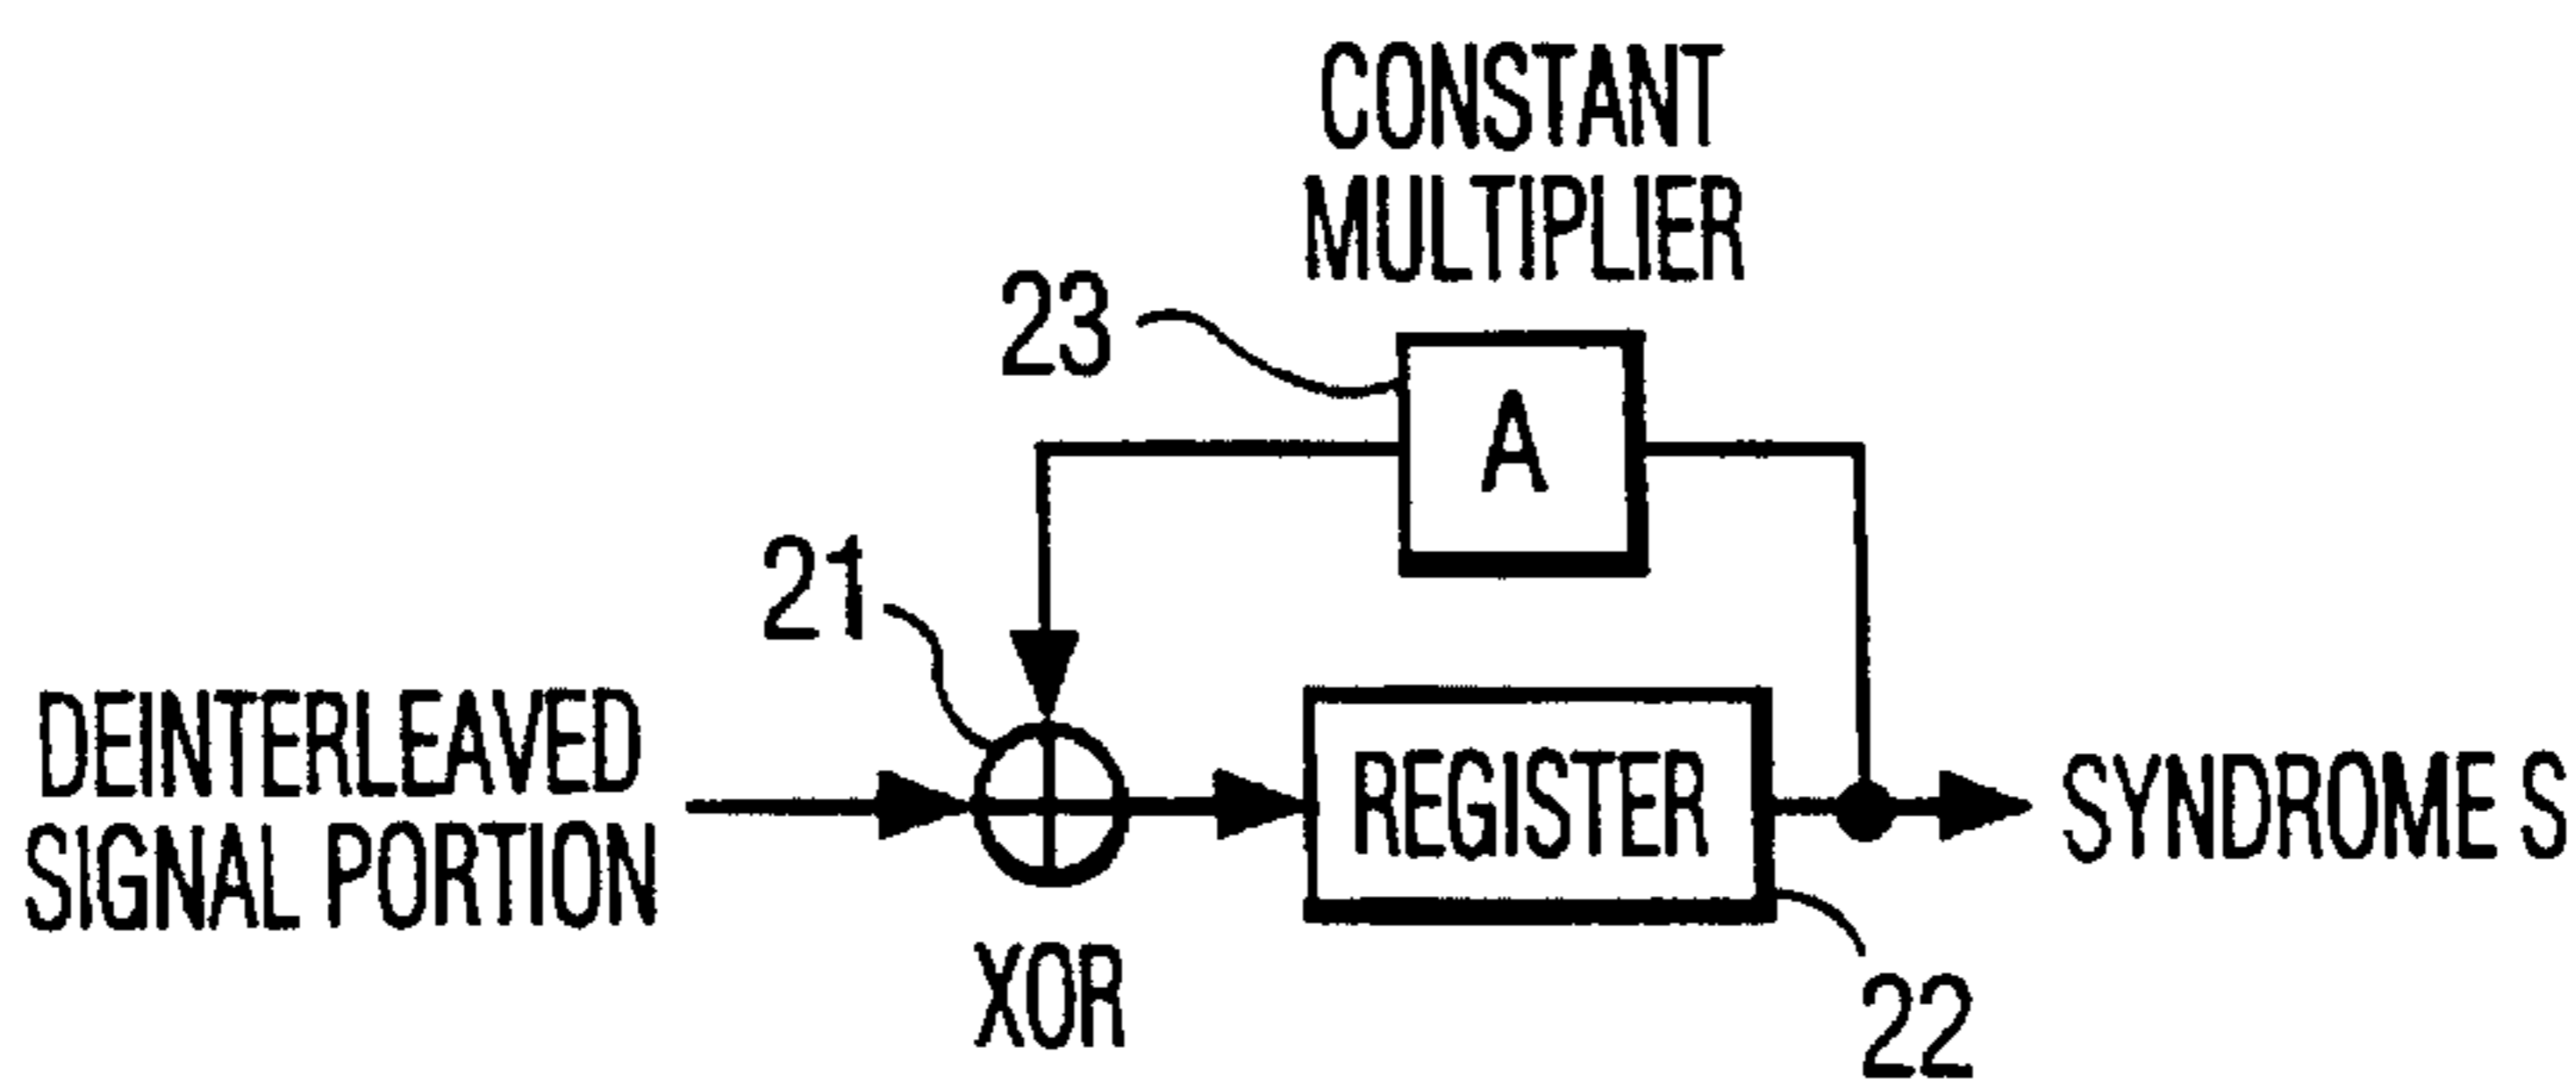 CONSTANT
MULTIPLIER
23
A
21
DEINTERLEAVED
SIGNAL PORTION
REGISTER
SYNDROME S
XOR
22